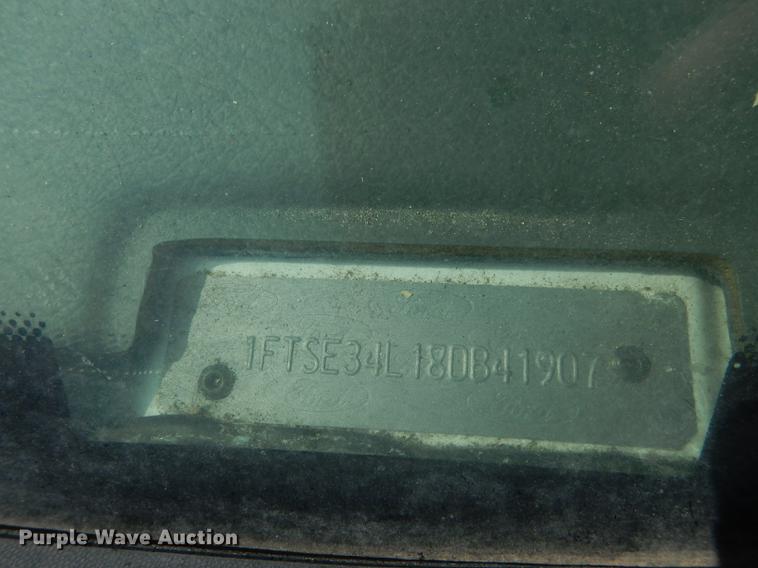 1FTSE34L18DB41907
Purple Wave Auction